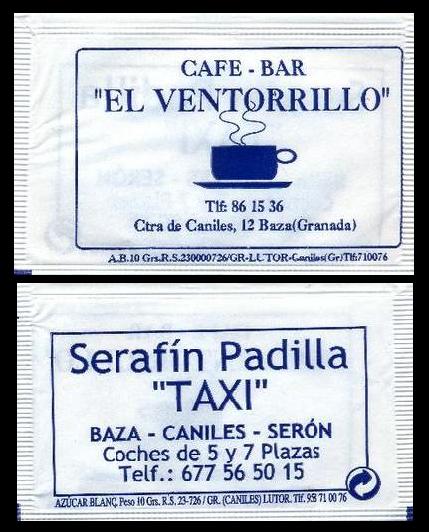 CAFE - BAR
"EL VENTORRILLO"
Tlf: 86 15 36
Ctra de Caniles, 12 Baza(Granada)
A.B.10 Grs.R.S.230000726/GR-LUTOR-Caniles(Gr)Tlf:710076
Serafín Padilla
"TAXI"
BAZA - CANILES - SERÓN
Coches de 5 y 7 Plazas
Telf.: 677 56 50 15
AZÚCAR BLANÇ, Peso 10 Grs. R.S. 23-726 / GR. (CANILES) LUTOR. Tlf. 958 71 00 76